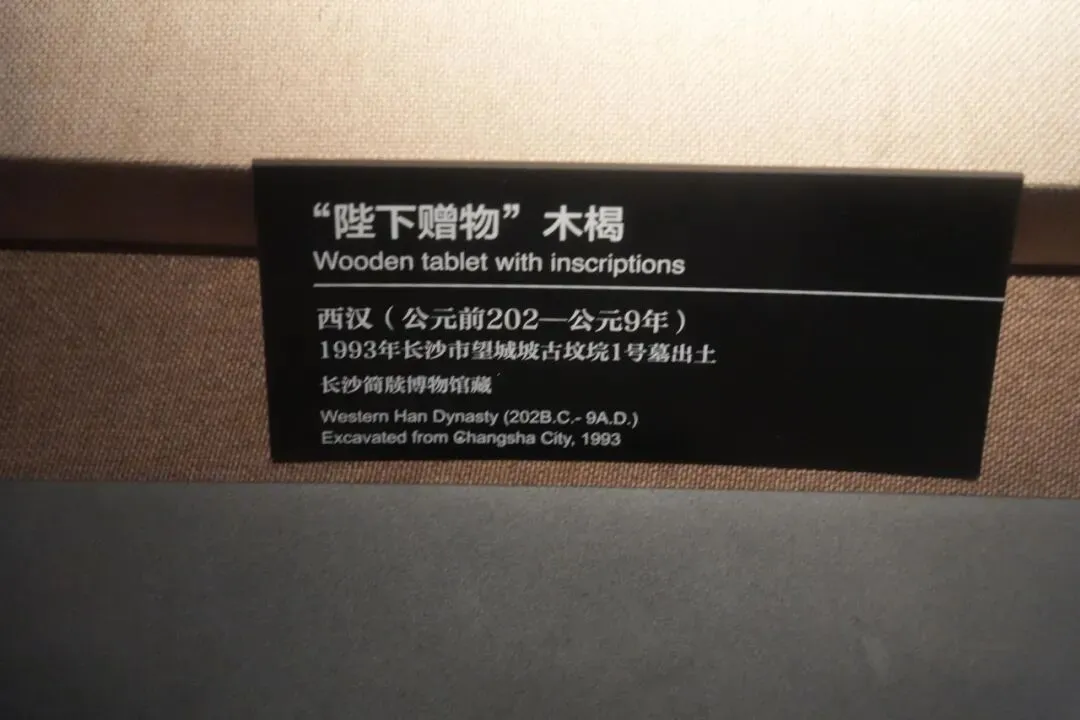 “陛下赠物” 木楬
Wooden tablet with inscriptions
西汉（公元前202—公元9年）
1993年长沙市望城坡古坟垸1号墓出土
长沙简牍博物馆藏
Western Han Dynasty (202B.C.- 9A.D.)
Excavated from Changsha City, 1993